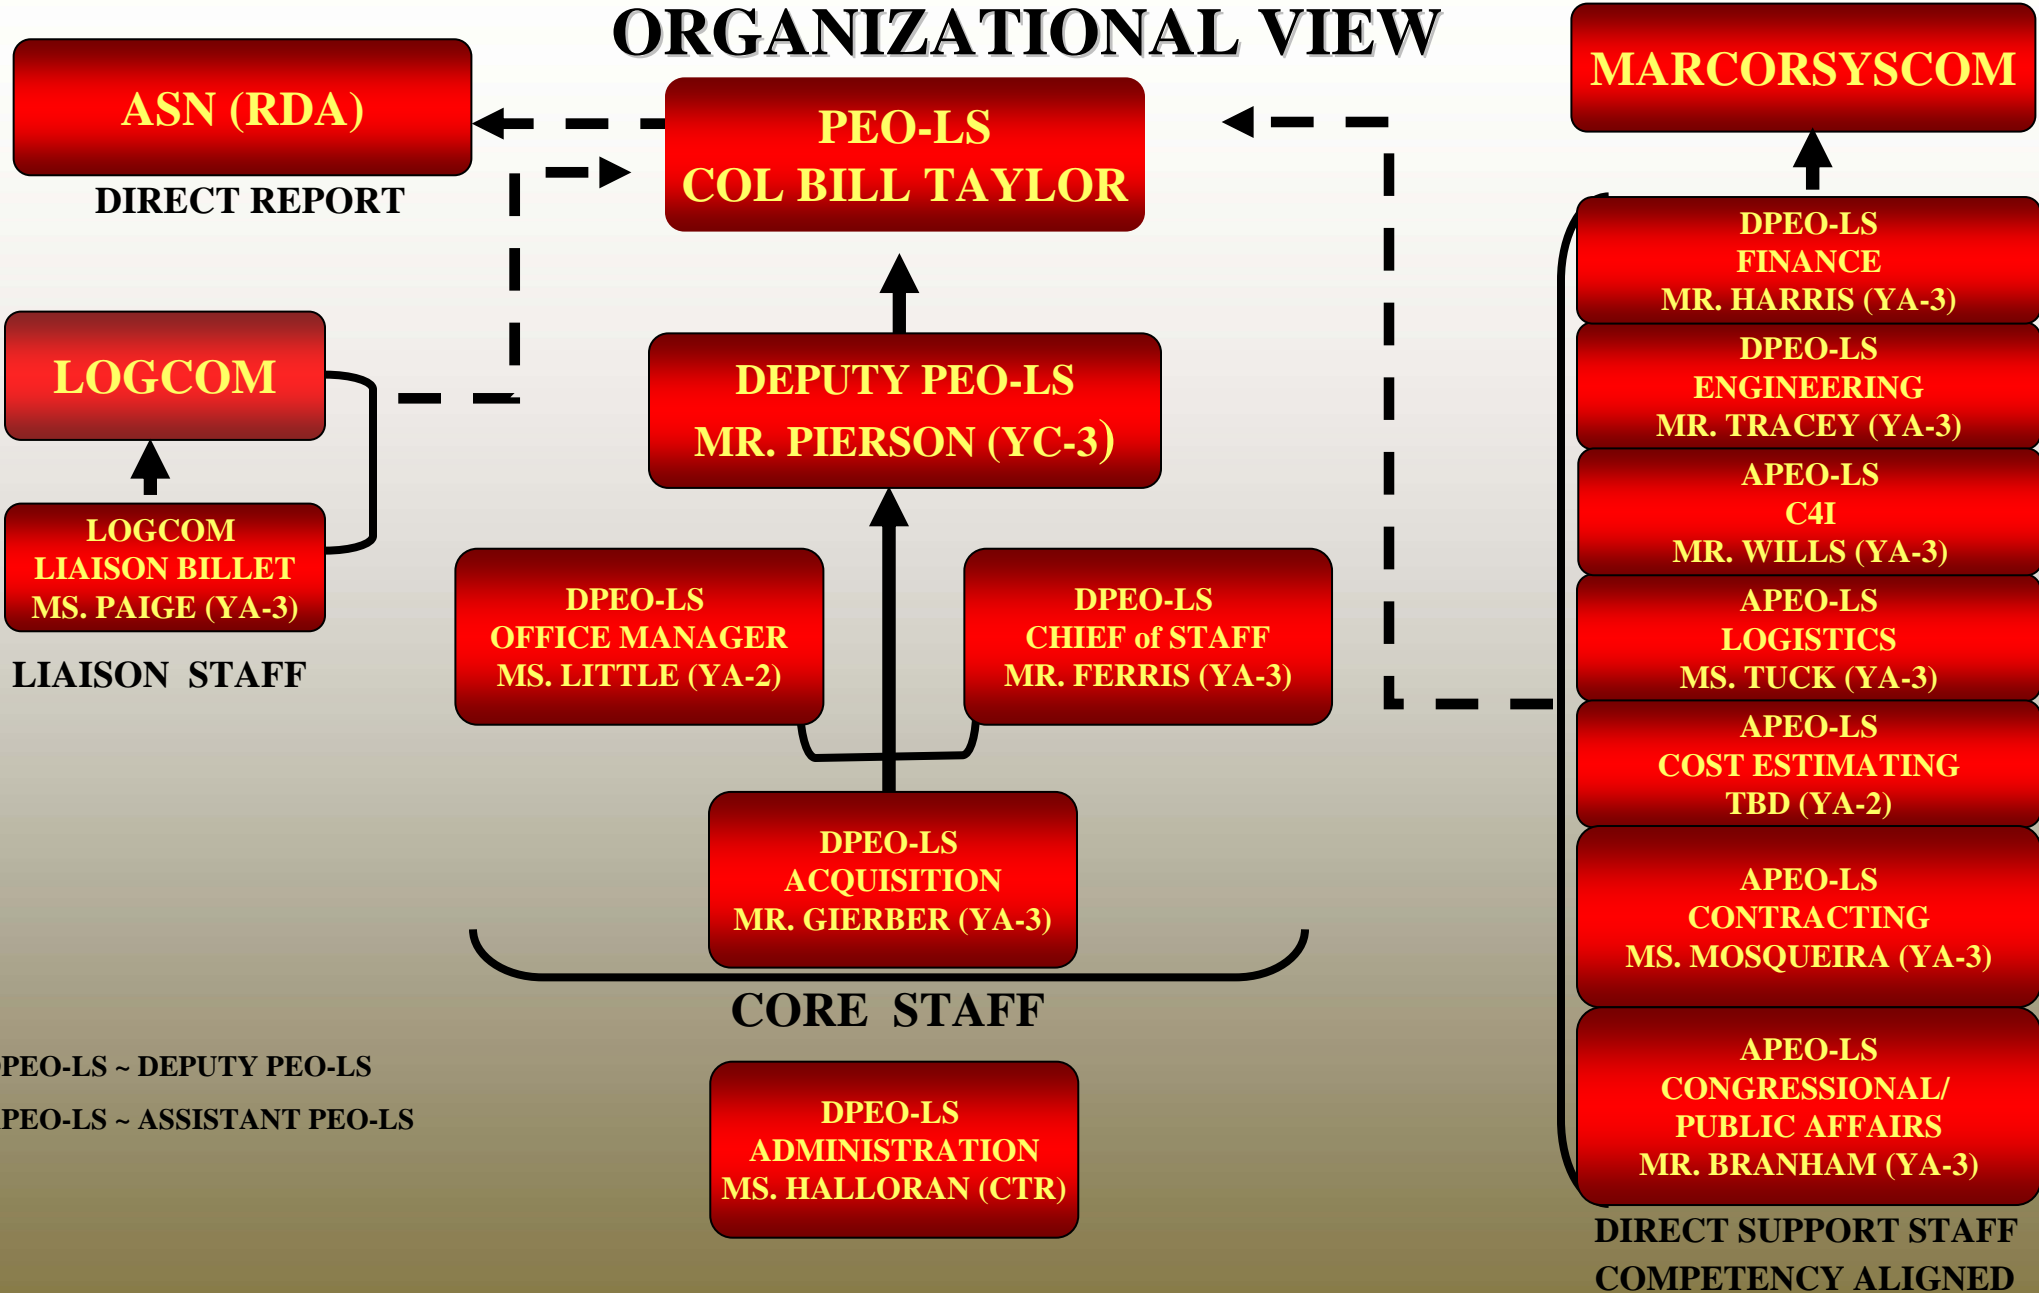 ORGANIZATIONAL VIEW
ASN (RDA)
DIRECT REPORT
PEO-LS
COL BILL TAYLOR
MARCORSYSCOM
LOGCOM
LOGCOM
LIAISON BILLET
MS. PAIGE (YA-3)
LIAISON STAFF
DEPUTY PEO-LS
MR. PIERSON (YC-3)
DPEO-LS
OFFICE MANAGER
MS. LITTLE (YA-2)
DPEO-LS
CHIEF of STAFF
MR. FERRIS (YA-3)
DPEO-LS
ACQUISITION
MR. GIERBER (YA-3)
CORE STAFF
DPEO-LS
ADMINISTRATION
MS. HALLORAN (CTR)
PEO-LS ~ DEPUTY PEO-LS
PEO-LS ~ ASSISTANT PEO-LS
DPEO-LS
FINANCE
MR. HARRIS (YA-3)
DPEO-LS
ENGINEERING
MR. TRACEY (YA-3)
APEO-LS
C4I
MR. WILLS (YA-3)
APEO-LS
LOGISTICS
MS. TUCK (YA-3)
APEO-LS
COST ESTIMATING
TBD (YA-2)
APEO-LS
CONTRACTING
MS. MOSQUEIRA (YA-3)
APEO-LS
CONGRESSIONAL/
PUBLIC AFFAIRS
MR. BRANHAM (YA-3)
DIRECT SUPPORT STAFF
COMPETENCY ALIGNED